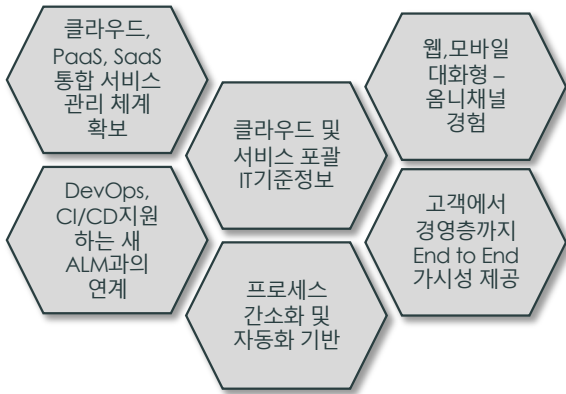 클라우드,
PaaS, SaaS
통합 서비스
관리 체계
확보
클라우드 및
서비스 포괄
IT기준정보
웹,모바일
대화형 –
옴니채널
경험
DevOps,
CI/CD지원
하는 새
ALM과의
연계
프로세스
간소화 및
자동화 기반
고객에서
경영층까지
End to End
가시성 제공